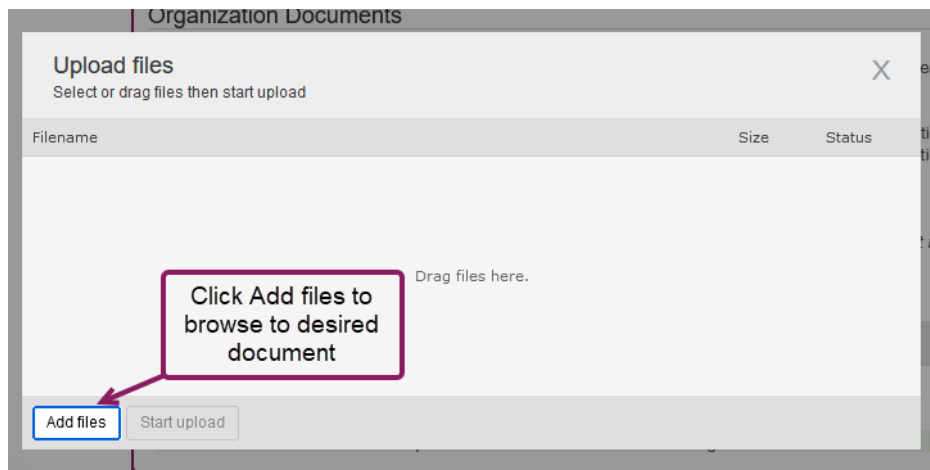 Organization Documents
Upload files
X
Select or drag files then start upload
Filename Size Status
Drag files here.
Click Add files to
browse to desired
document
Add files Start upload